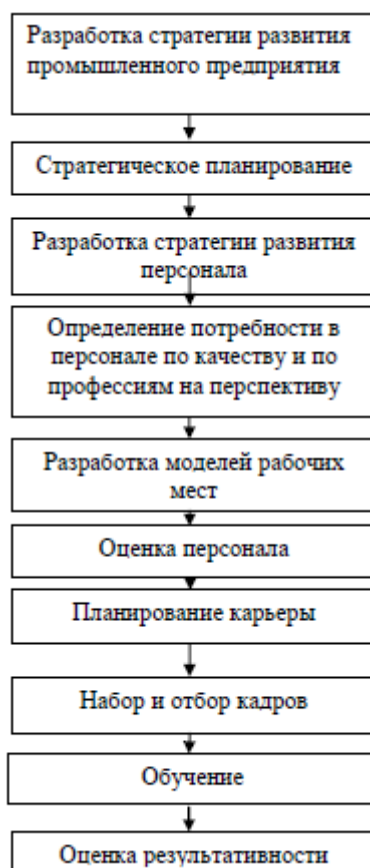 Разработка стратегии развития
промышленного предприятия
Стратегическое планирование
Разработка стратегии развития
персонала
Определение потребности в
персонале по качеству и по
профессиям на перспективу
Разработка моделей рабочих
мест
Оценка персонала
Планирование карьеры
Набор и отбор кадров
Обучение
Оценка результативности